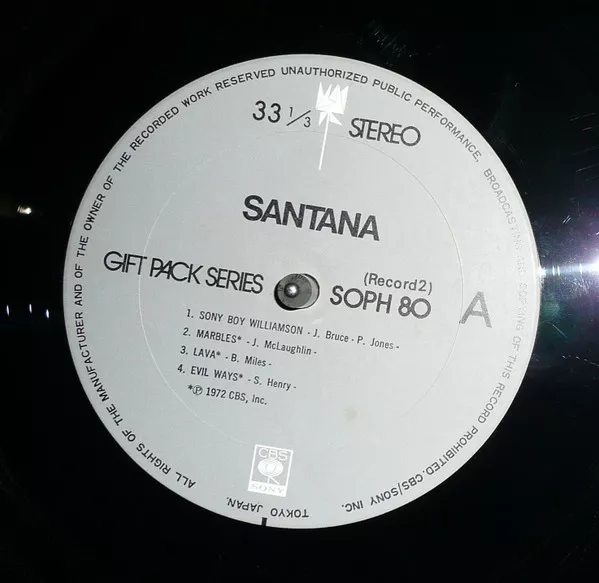 ALL RIGHTS OF THE MANUFACTURER AND OF THE OWNER OF THE RECORDED WORK RESERVED UNAUTHORIZED PUBLIC PERFORMANCE, BROADCASTING AND COPYING OF THIS RECORD PROHIBITED. CBS/SONY INC. TOKYO JAPAN.
33 1/3 STEREO
SANTANA
GIFT PACK SERIES
(Record2)
SOPH 80
A
1. SONY BOY WILLIAMSON - J. Bruce - P. Jones -
2. MARBLES* - J. McLaughlin -
3. LAVA* - B. Miles -
4. EVIL WAYS* - S. Henry -
*℗ 1972 CBS, Inc.
CBS
SONY